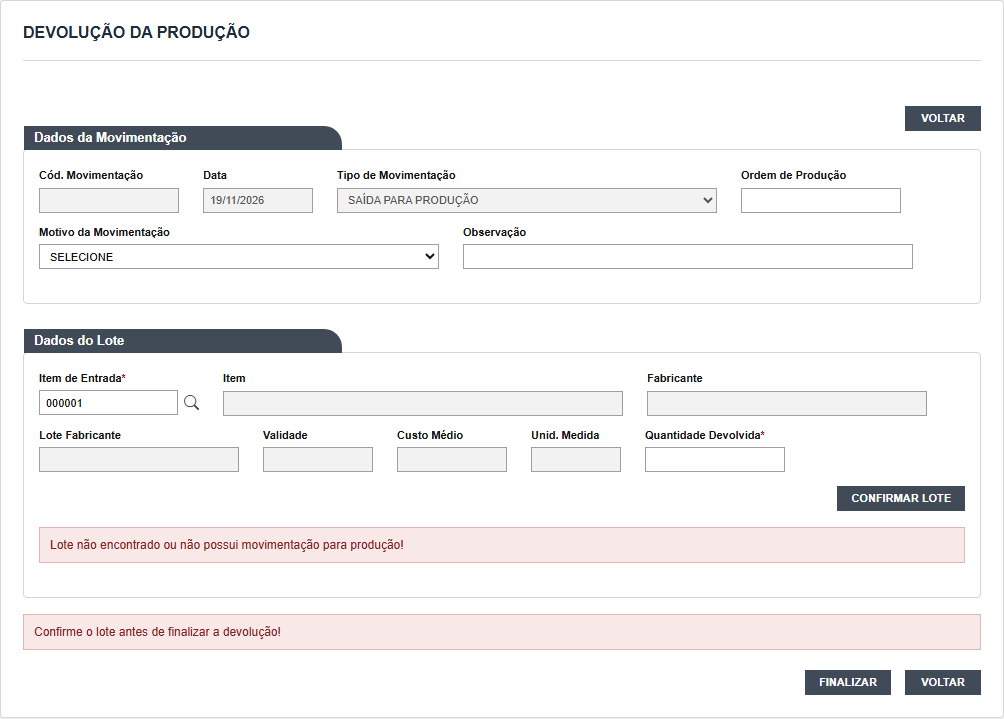 DEVOLUÇÃO DA PRODUÇÃO
VOLTAR
Dados da Movimentação
Cód. Movimentação Data Tipo de Movimentação Ordem de Produção
19/11/2026 SAÍDA PARA PRODUÇÃO
Motivo da Movimentação Observação
SELECIONE
Dados do Lote
Item de Entrada* Item Fabricante
000001
Lote Fabricante Validade Custo Médio Unid. Medida Quantidade Devolvida*
CONFIRMAR LOTE
Lote não encontrado ou não possui movimentação para produção!
Confirme o lote antes de finalizar a devolução!
FINALIZAR VOLTAR